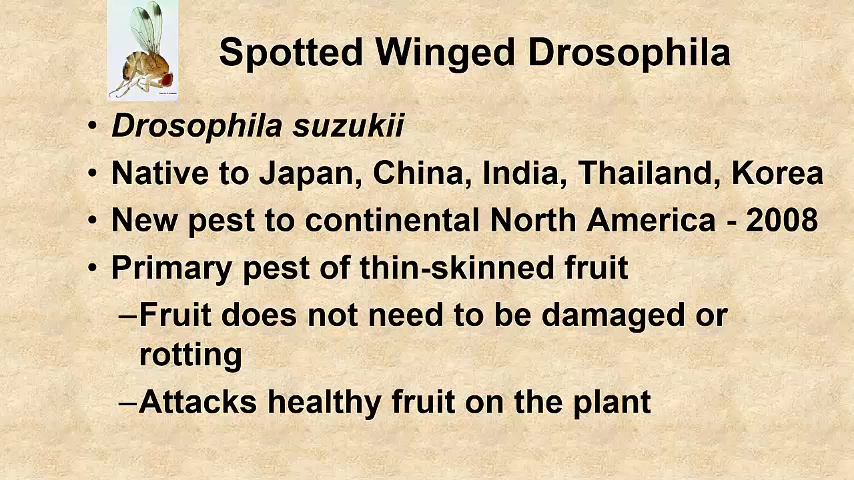 Spotted Winged Drosophila
• Drosophila suzukii
• Native to Japan, China, India, Thailand, Korea
• New pest to continental North America - 2008
• Primary pest of thin-skinned fruit
–Fruit does not need to be damaged or
rotting
–Attacks healthy fruit on the plant